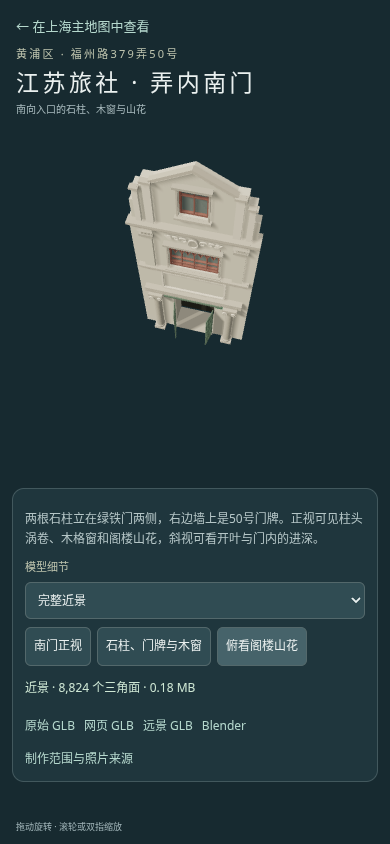 ← 在上海主地图中查看
黄浦区 · 福州路379弄50号
江苏旅社 · 弄内南门
南向入口的石柱、木窗与山花
两根石柱立在绿铁门两侧，右边墙上是50号门牌。正视可见柱头
涡卷、木格窗和阁楼山花，斜视可看开叶与门内的进深。
模型细节
完整近景
南门正视 石柱、门牌与木窗 俯看阁楼山花
近景 · 8,824 个三角面 · 0.18 MB
原始 GLB 网页 GLB 远景 GLB Blender
制作范围与照片来源
拖动旋转 · 滚轮或双指缩放